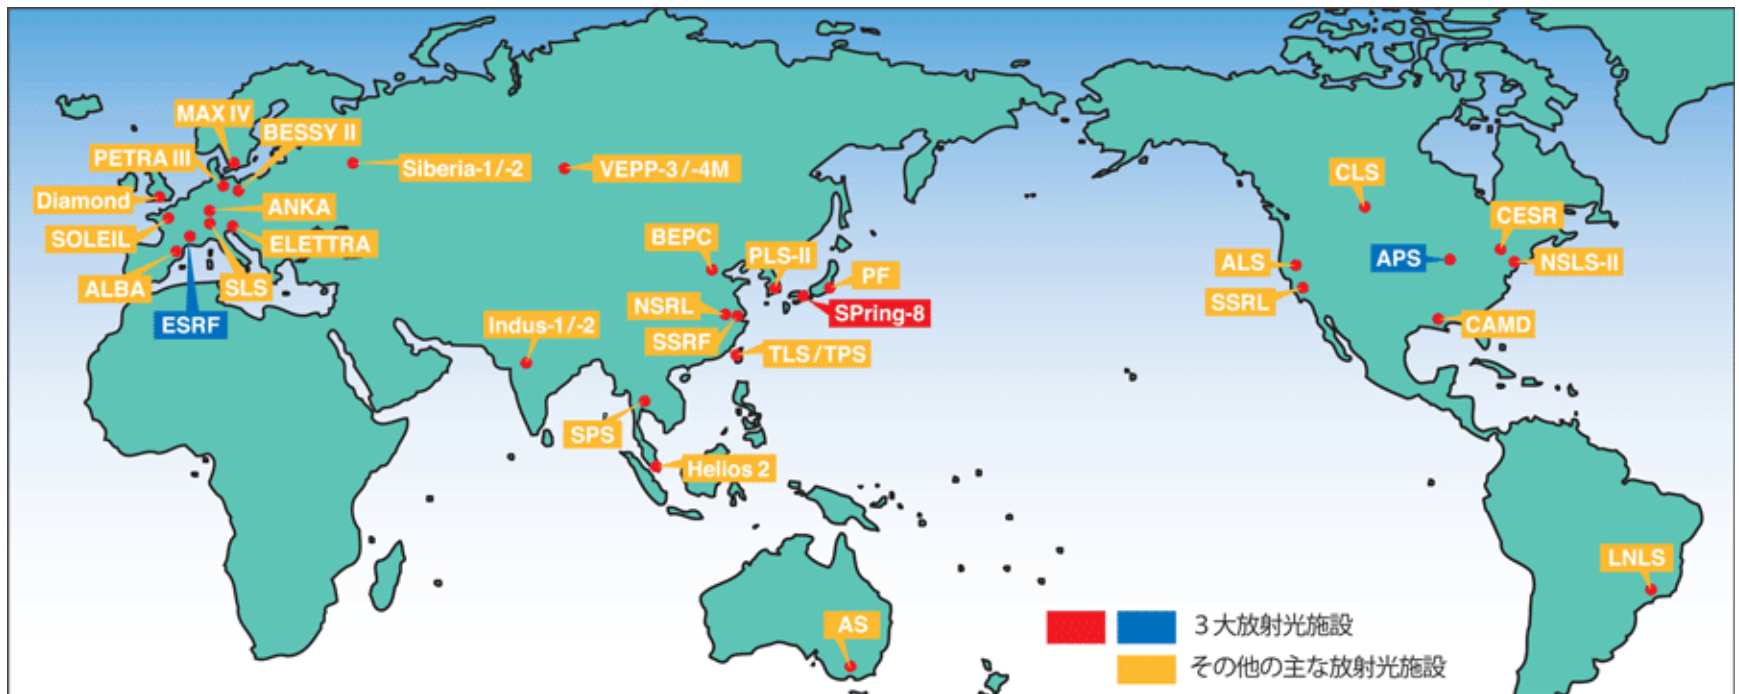 MAX IV
BESSY II
PETRA III
Siberia-1/-2
VEPP-3/-4M
Diamond
ANKA
SOLEIL
ELETTRA
ALBA
SLS
ESRF
BEPC
PLS-II
PF
NSRL
SPring-8
SSRF
Indus-1/-2
TLS/TPS
SPS
Helios 2
AS
CLS
CESR
APS
ALS
NSLS-II
SSRL
CAMD
LNLS
3大放射光施設
その他の主な放射光施設